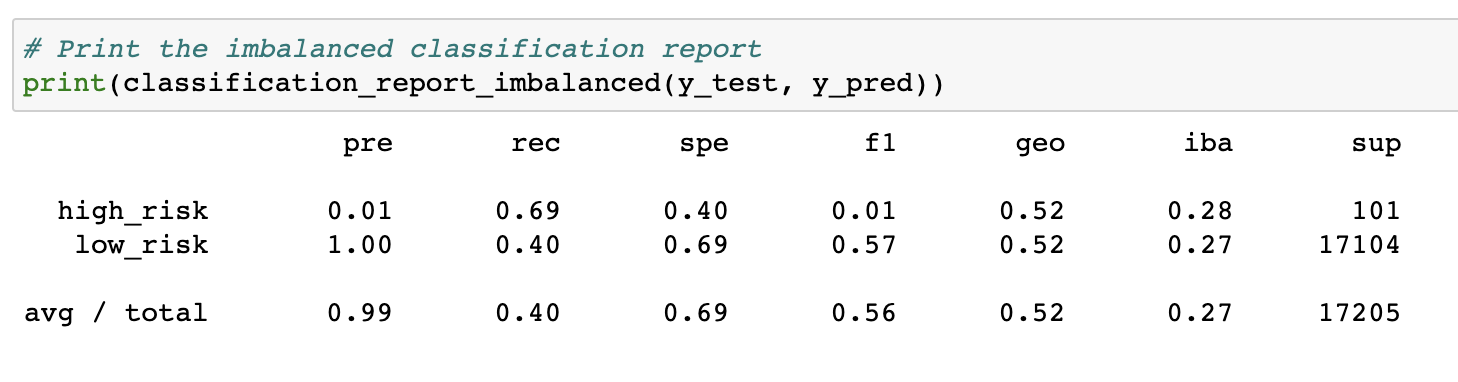 # Print the imbalanced classification report
print(classification_report_imbalanced(y_test, y_pred))
pre rec spe f1 geo iba sup
high_risk 0.01 0.69 0.40 0.01 0.52 0.28 101
low_risk 1.00 0.40 0.69 0.57 0.52 0.27 17104
avg / total 0.99 0.40 0.69 0.56 0.52 0.27 17205